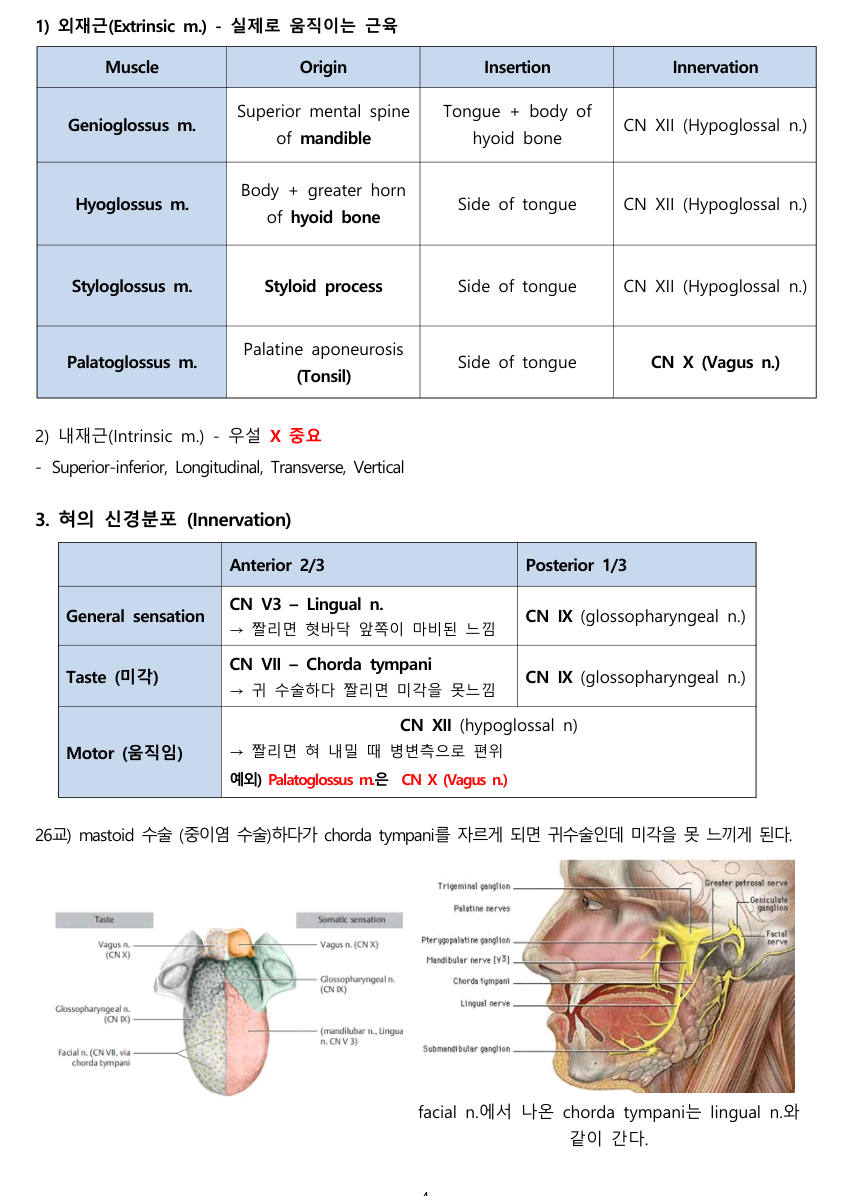 1) 외재근(Extrinsic m.) - 실제로 움직이는 근육
Muscle Origin Insertion Innervation
Genioglossus m. Superior mental spine of mandible Tongue + body of hyoid bone CN XII (Hypoglossal n.)
Hyoglossus m. Body + greater horn of hyoid bone Side of tongue CN XII (Hypoglossal n.)
Styloglossus m. Styloid process Side of tongue CN XII (Hypoglossal n.)
Palatoglossus m. Palatine aponeurosis (Tonsil) Side of tongue CN X (Vagus n.)
2) 내재근(Intrinsic m.) - 우설 X 중요
- Superior-inferior, Longitudinal, Transverse, Vertical
3. 혀의 신경분포 (Innervation)
Anterior 2/3 Posterior 1/3
General sensation
CN V3 – Lingual n.
→ 짤리면 혓바닥 앞쪽이 마비된 느낌
CN IX (glossopharyngeal n.)
Taste (미각)
CN VII – Chorda tympani
→ 귀 수술하다 짤리면 미각을 못느낌
CN IX (glossopharyngeal n.)
Motor (움직임)
CN XII (hypoglossal n)
→ 짤리면 혀 내밀 때 병변측으로 편위
예외) Palatoglossus m.은 CN X (Vagus n.)
26교) mastoid 수술 (중이염 수술)하다가 chorda tympani를 자르게 되면 귀수술인데 미각을 못 느끼게 된다.
Taste
Somatic sensation
Vagus n.
(CN X)
Vagus n. (CN X)
Glossopharyngeal n.
(CN IX)
Glossopharyngeal n.
(CN IX)
(mandilubar n., Lingua
n. CN V 3)
Facial n. (CN VII, via
chorda tympani
Trigeminal ganglion
Greater petrosal nerve
Palatine nerves
Geniculate
ganglion
Facial
nerve
Pterygopalatine ganglion
Mandibular nerve [V3]
Chorda tympani
Lingual nerve
Submandibular ganglion
facial n.에서 나온 chorda tympani는 lingual n.와
같이 간다.